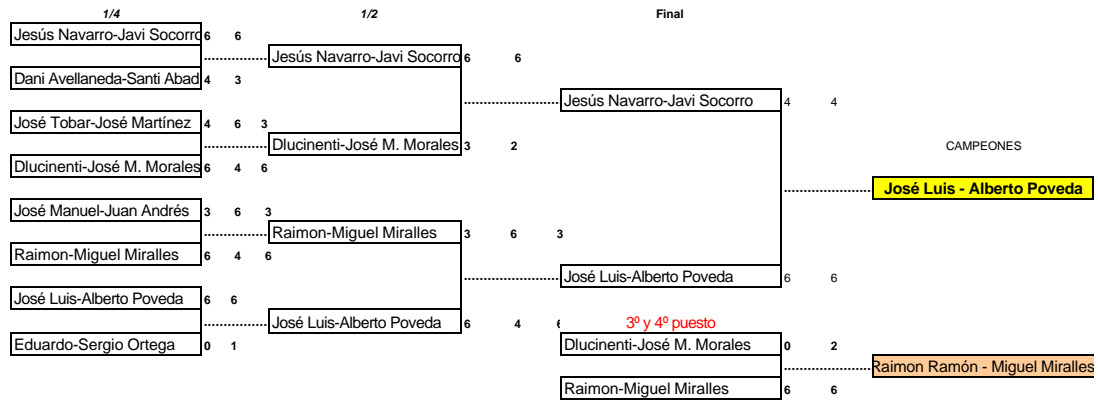 1/4 1/2 Final
Jesús Navarro-Javi Socorro 6 6
Jesús Navarro-Javi Socorro 6 6
Dani Avellaneda-Santi Abad 4 3
Jesús Navarro-Javi Socorro 4 4
José Tobar-José Martínez 4 6 3
Dlucinenti-José M. Morales 3 2
CAMPEONES
Dlucinenti-José M. Morales 6 4 6
José Luis - Alberto Poveda
José Manuel-Juan Andrés 3 6 3
Raimon-Miguel Miralles 3 6 3
Raimon-Miguel Miralles 6 4 6
José Luis-Alberto Poveda 6 6
José Luis-Alberto Poveda 6 6
José Luis-Alberto Poveda 6 4 6
3º y 4º puesto
Eduardo-Sergio Ortega 0 1
Dlucinenti-José M. Morales 0 2
Raimon Ramón - Miguel Miralles
Raimon-Miguel Miralles 6 6